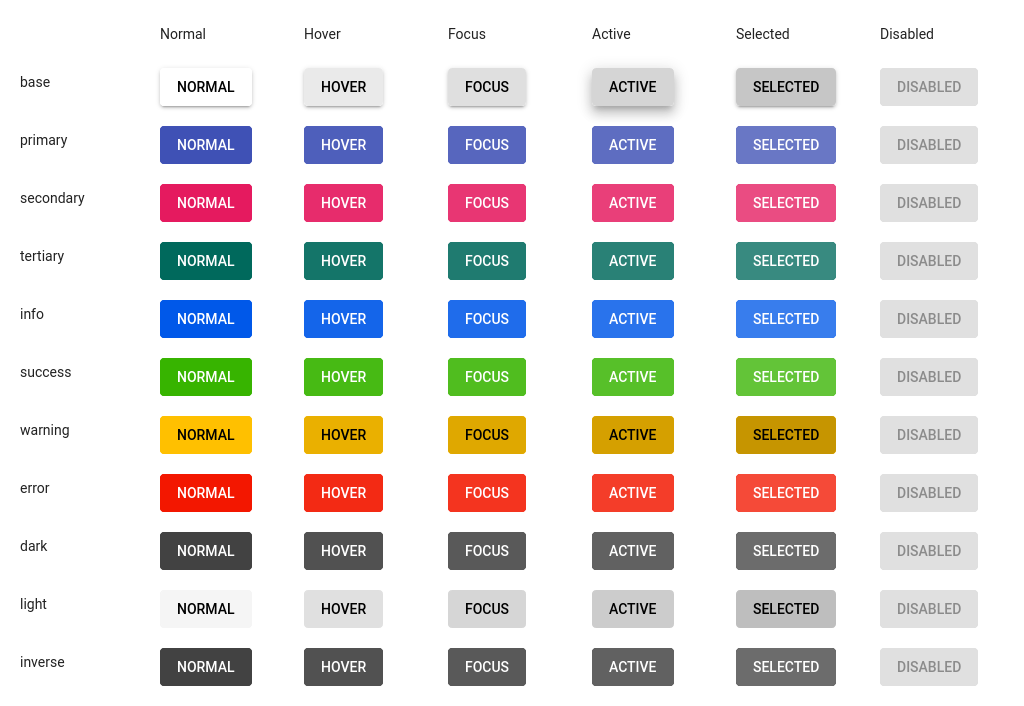 Normal Hover Focus Active Selected Disabled
base NORMAL HOVER FOCUS ACTIVE SELECTED DISABLED
primary NORMAL HOVER FOCUS ACTIVE SELECTED DISABLED
secondary NORMAL HOVER FOCUS ACTIVE SELECTED DISABLED
tertiary NORMAL HOVER FOCUS ACTIVE SELECTED DISABLED
info NORMAL HOVER FOCUS ACTIVE SELECTED DISABLED
success NORMAL HOVER FOCUS ACTIVE SELECTED DISABLED
warning NORMAL HOVER FOCUS ACTIVE SELECTED DISABLED
error NORMAL HOVER FOCUS ACTIVE SELECTED DISABLED
dark NORMAL HOVER FOCUS ACTIVE SELECTED DISABLED
light NORMAL HOVER FOCUS ACTIVE SELECTED DISABLED
inverse NORMAL HOVER FOCUS ACTIVE SELECTED DISABLED